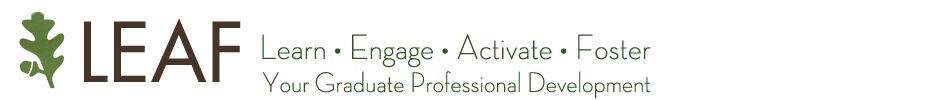 LEAF
Learn • Engage • Activate • Foster
Your Graduate Professional Development